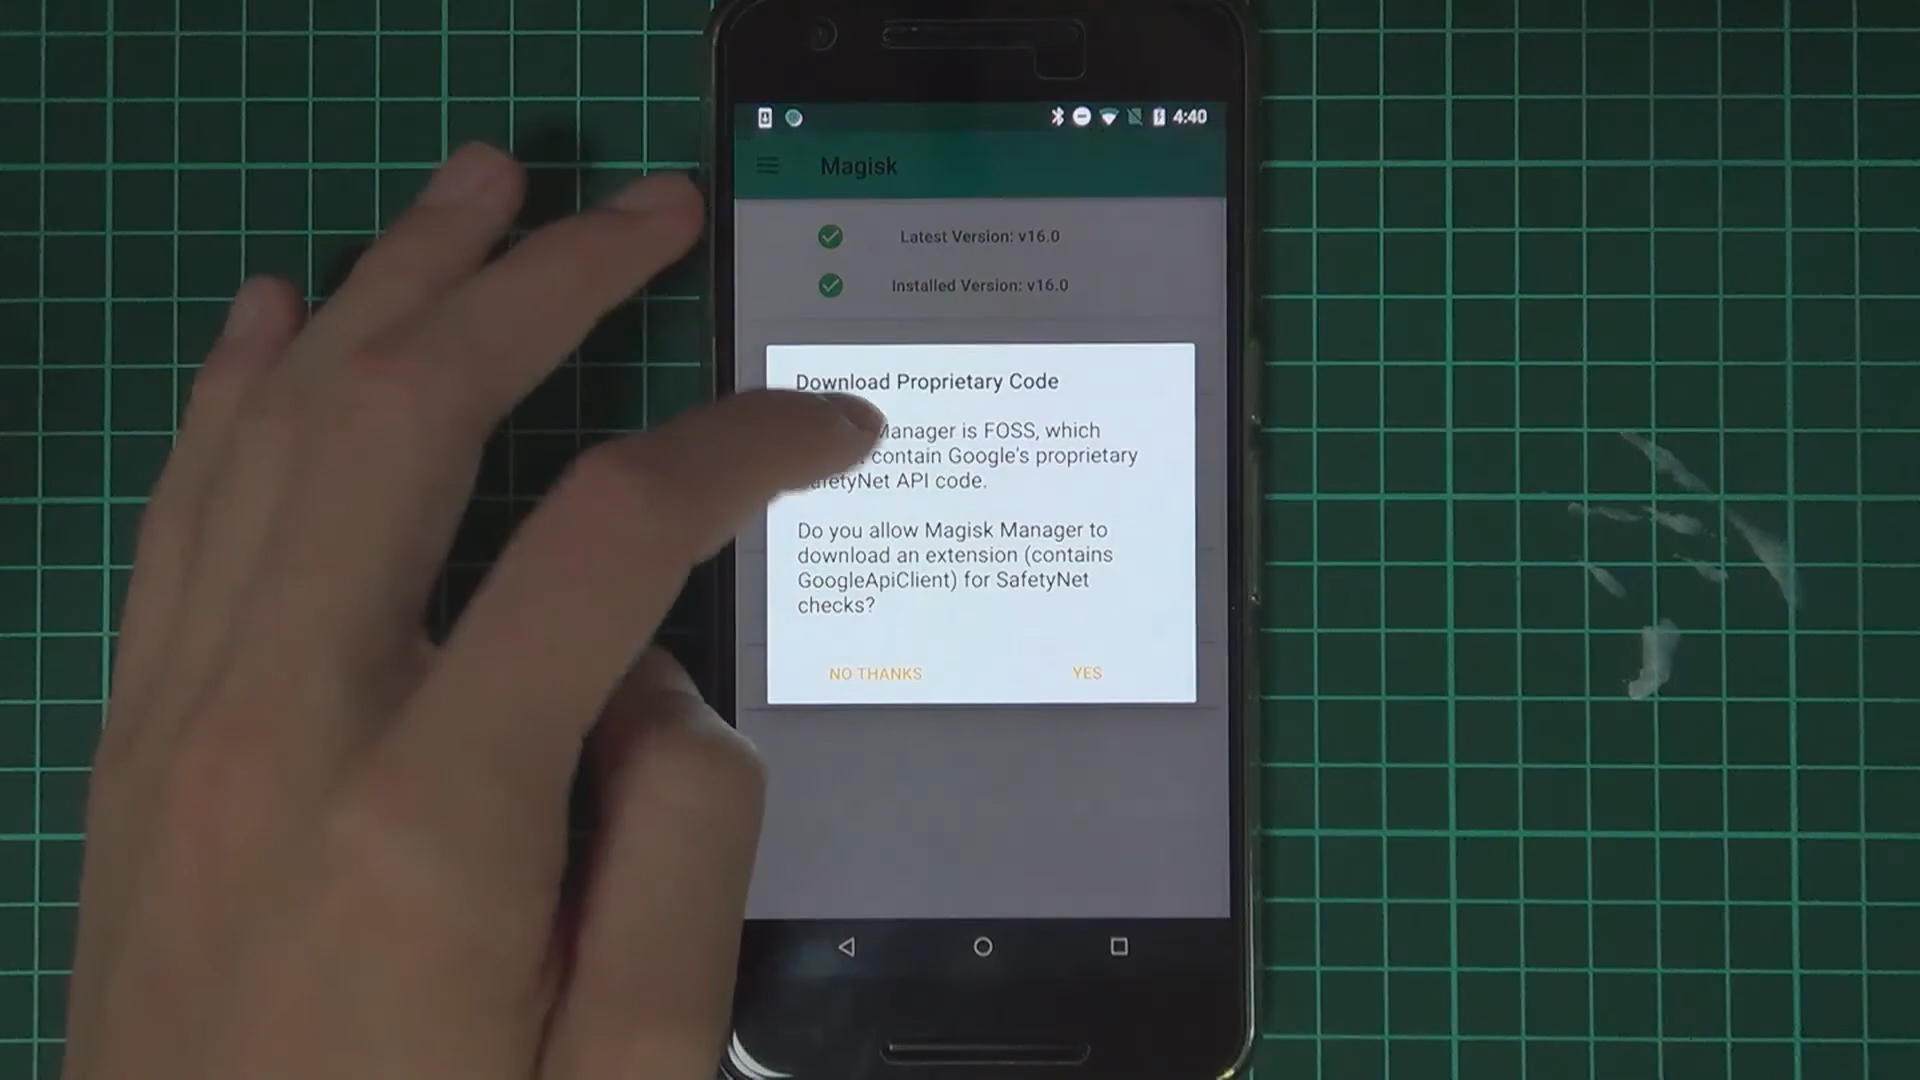 4:40
Magisk
Latest Version: v16.0
Installed Version: v16.0
Download Proprietary Code
Manager is FOSS, which
contain Google's proprietary
SafetyNet API code.
Do you allow Magisk Manager to
download an extension (contains
GoogleApiClient) for SafetyNet
checks?
NO THANKS
YES